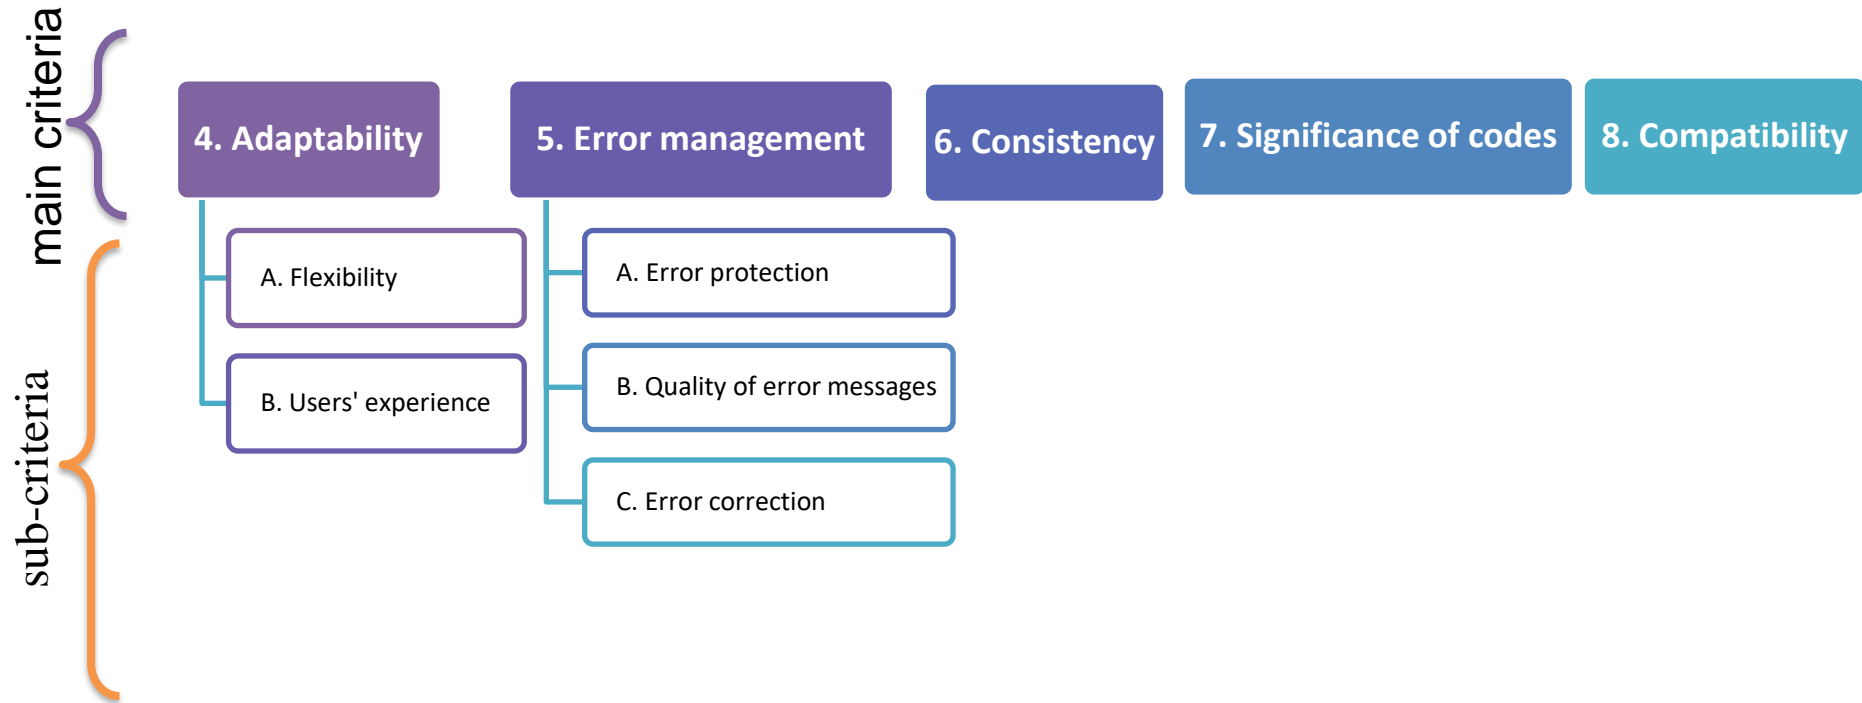 main criteria
4. Adaptability
5. Error management
6. Consistency
7. Significance of codes
8. Compatibility
sub-criteria
A. Flexibility
B. Users' experience
A. Error protection
B. Quality of error messages
C. Error correction